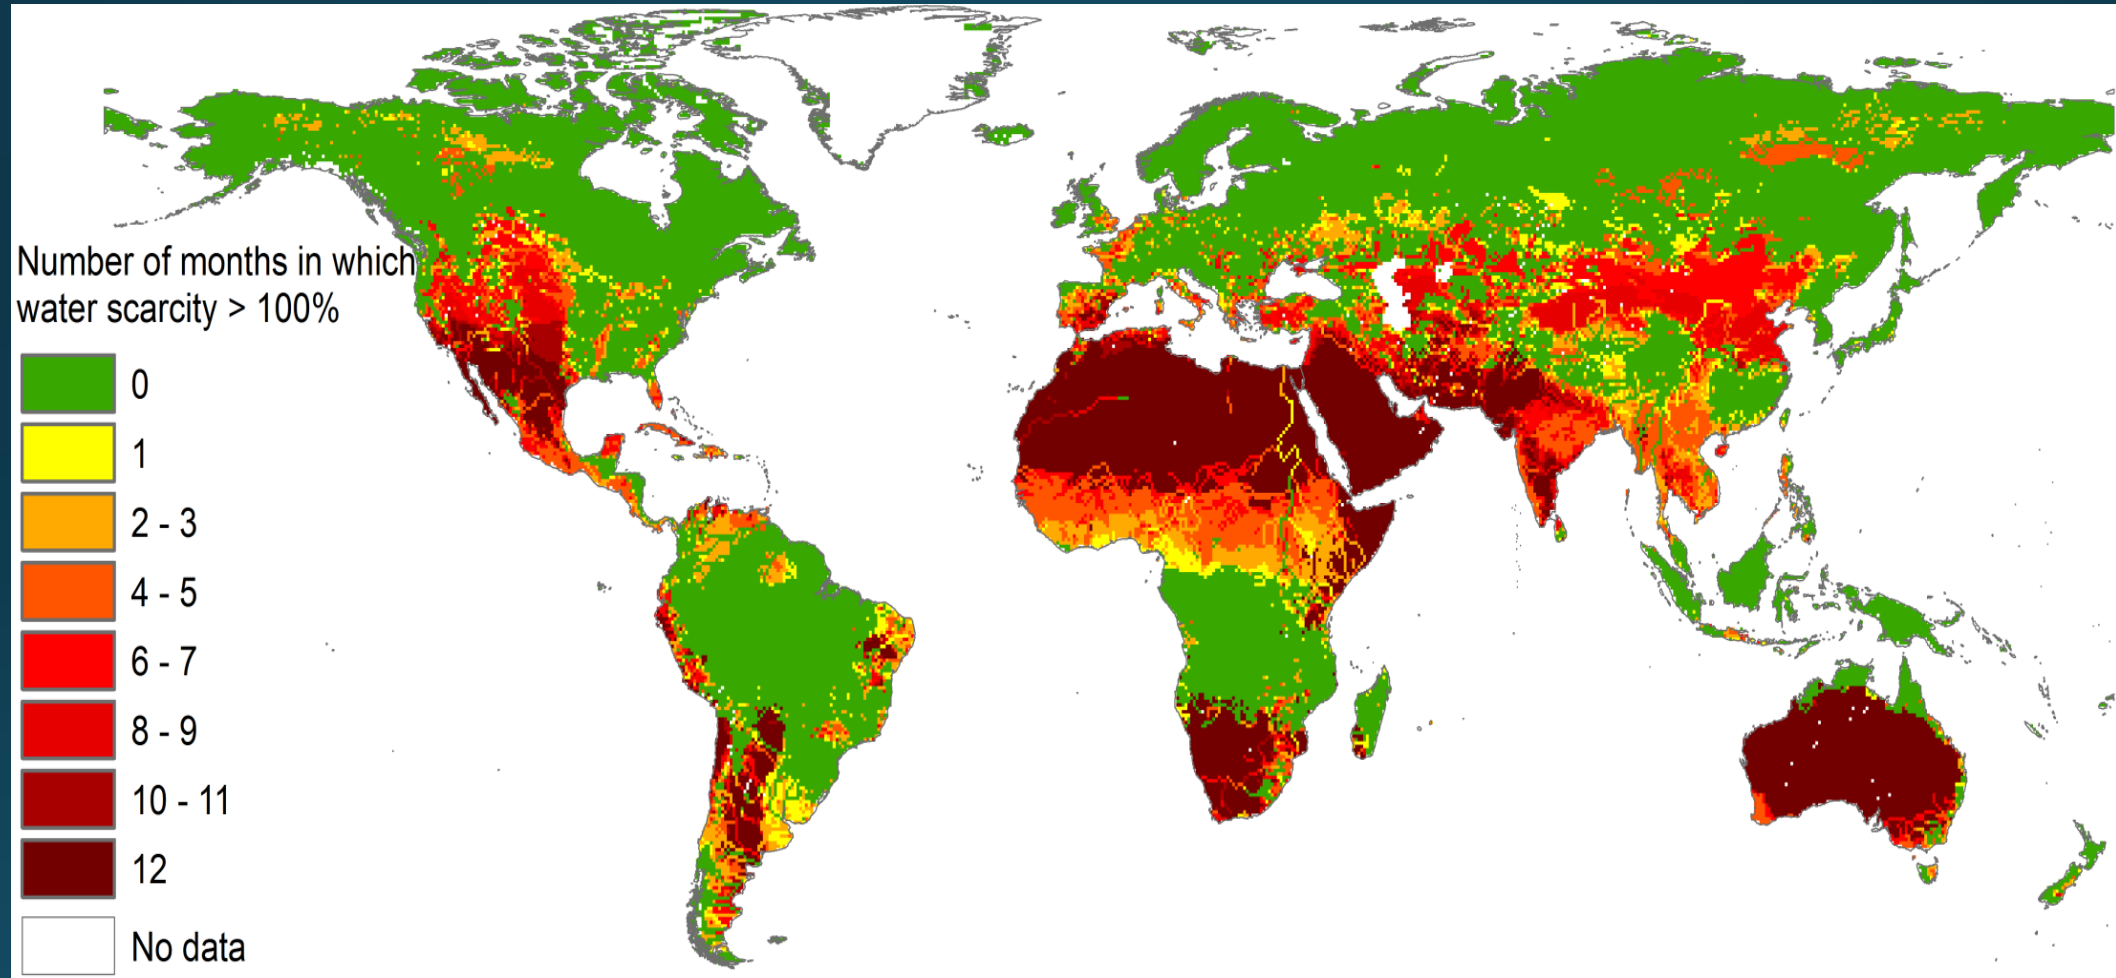 Number of months in which
water scarcity > 100%
0
1
2 - 3
4 - 5
6 - 7
8 - 9
10 - 11
12
No data